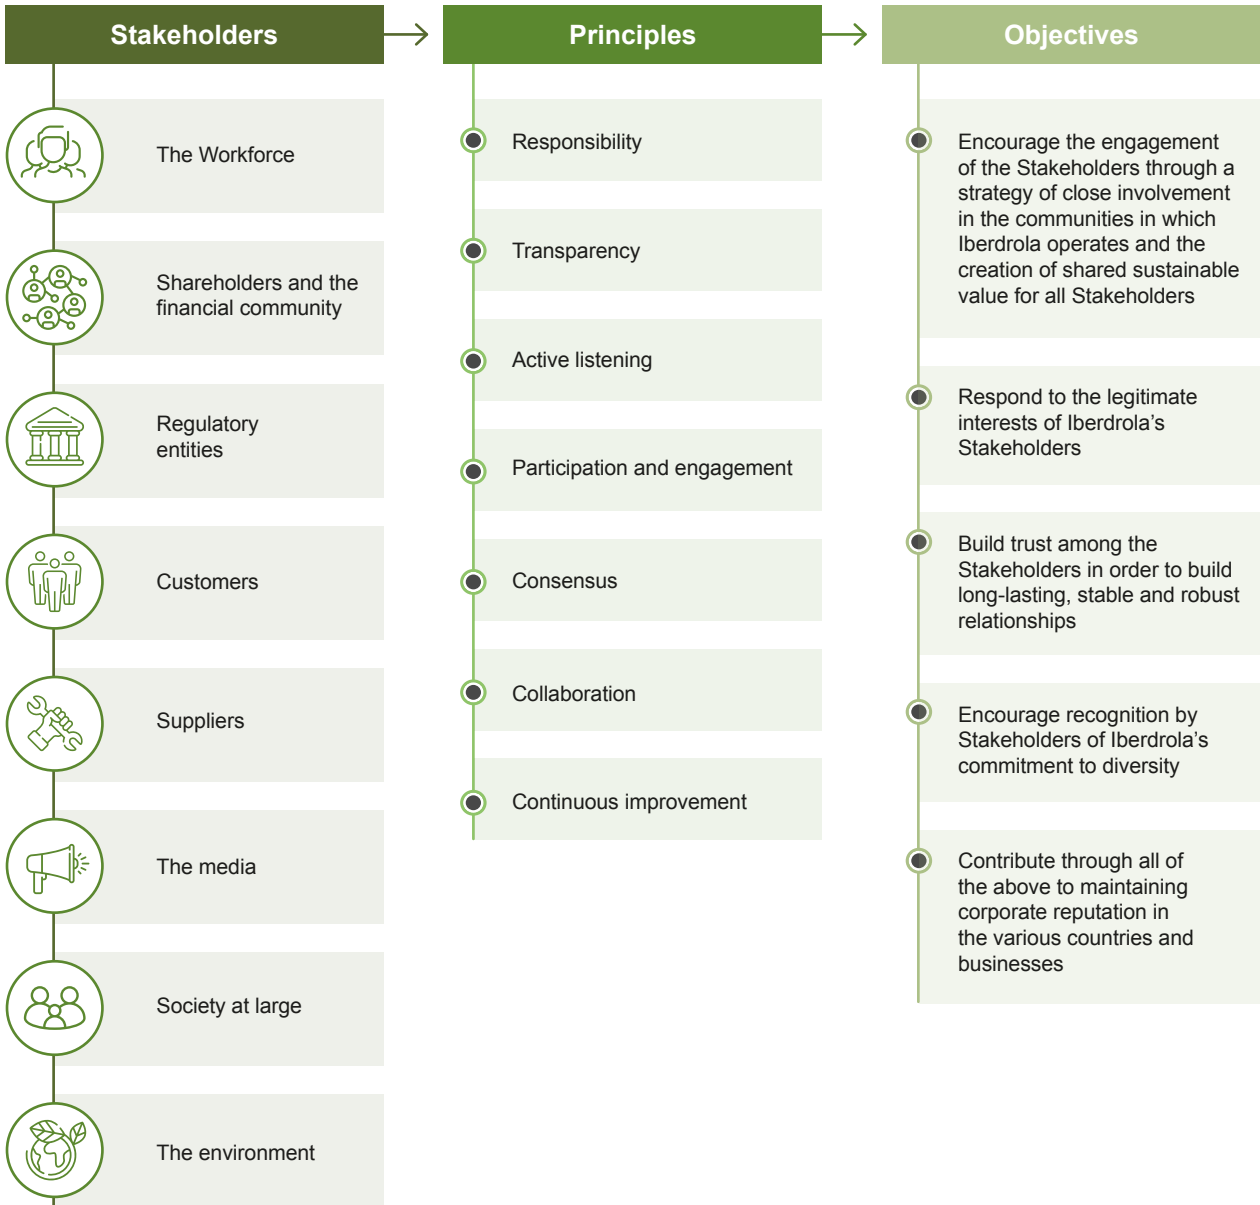 Stakeholders
The Workforce
Shareholders and the
financial community
Regulatory
entities
Customers
Suppliers
The media
Society at large
The environment
Principles
Responsibility
Transparency
Active listening
Participation and engagement
Consensus
Collaboration
Continuous improvement
Objectives
Encourage the engagement
of the Stakeholders through a
strategy of close involvement
in the communities in which
Iberdrola operates and the
creation of shared sustainable
value for all Stakeholders
Respond to the legitimate
interests of Iberdrola’s
Stakeholders
Build trust among the
Stakeholders in order to build
long-lasting, stable and robust
relationships
Encourage recognition by
Stakeholders of Iberdrola’s
commitment to diversity
Contribute through all of
the above to maintaining
corporate reputation in
the various countries and
businesses